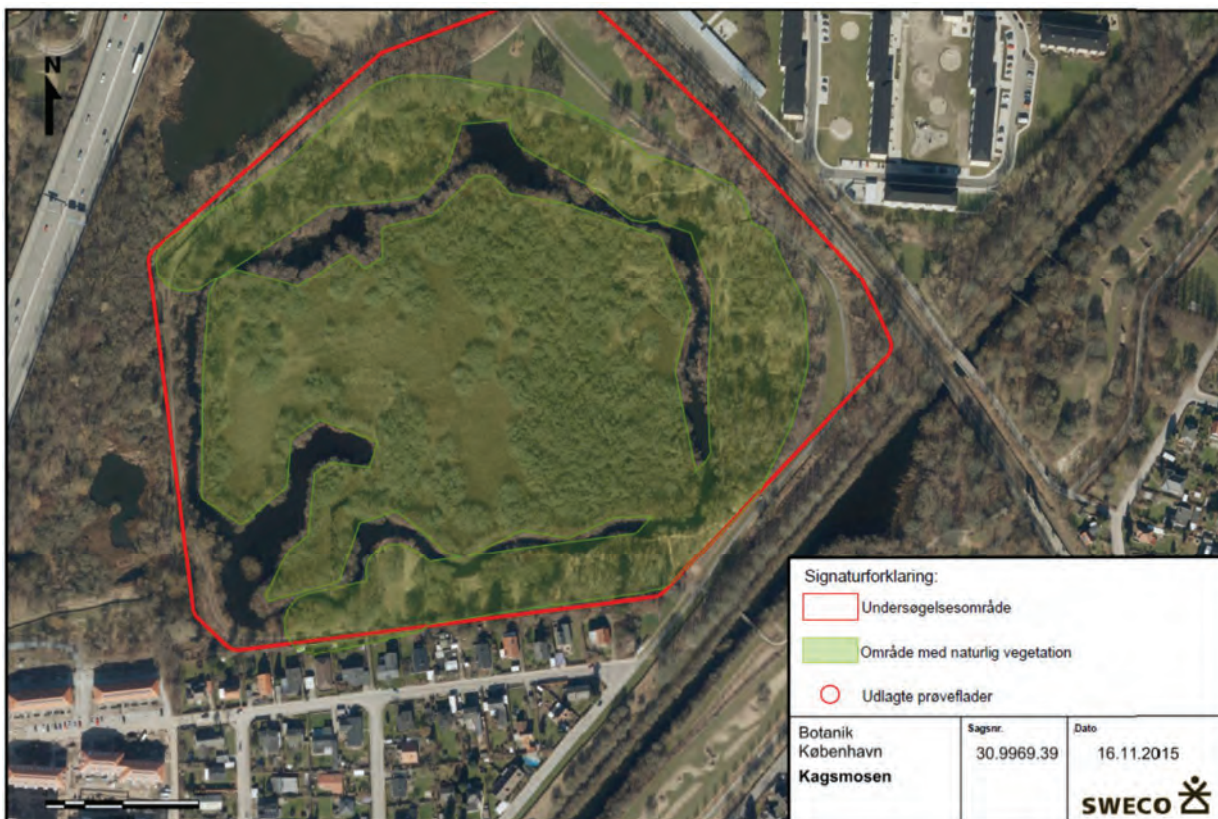 N
Signaturforklaring:
Undersøgelsesområde
Område med naturlig vegetation
Udlagte prøveflader
Botanik
København
Kagsmosen
Sagsnr.
30.9969.39
Dato
16.11.2015
SWECO